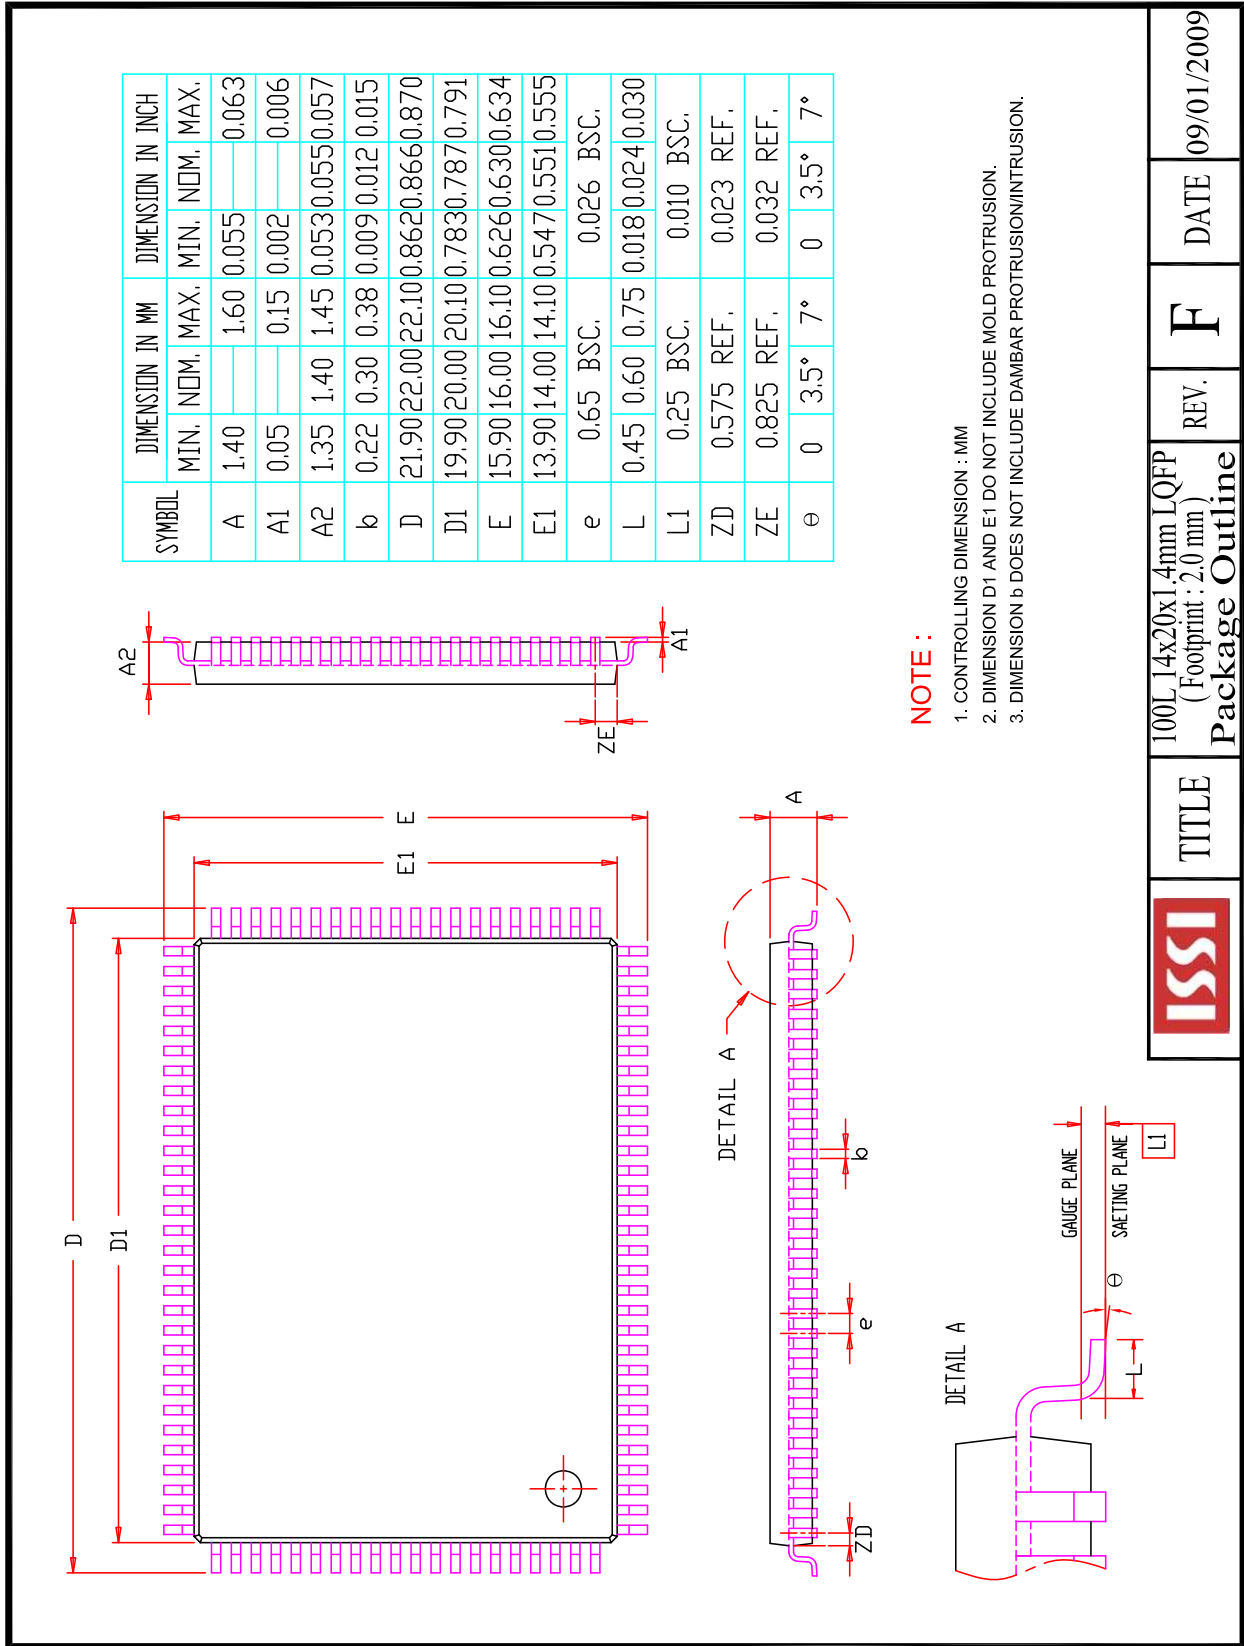 D
D1
E
E1
A2
A1
ZE
SYMBOL DIMENSION IN MM DIMENSION IN INCH
MIN. NOM. MAX. MIN. NOM. MAX.
A 1.40 1.60 0.055 0.063
A1 0.05 0.15 0.002 0.006
A2 1.35 1.40 1.45 0.053 0.055 0.057
b 0.22 0.30 0.38 0.009 0.012 0.015
D 21.90 22.00 22.10 0.862 0.866 0.870
D1 19.90 20.00 20.10 0.783 0.787 0.791
E 15.90 16.00 16.10 0.626 0.630 0.634
E1 13.90 14.00 14.10 0.547 0.551 0.555
e 0.65 BSC. 0.026 BSC.
L 0.45 0.60 0.75 0.018 0.024 0.030
L1 0.25 BSC. 0.010 BSC.
ZD 0.575 REF. 0.023 REF.
ZE 0.825 REF. 0.032 REF.
θ 0 3.5° 7° 0 3.5° 7°
DETAIL A
A
ZD
e
b
NOTE :
1. CONTROLLING DIMENSION : MM
2. DIMENSION D1 AND E1 DO NOT INCLUDE MOLD PROTRUSION.
3. DIMENSION b DOES NOT INCLUDE DAMBAR PROTRUSION/INTRUSION.
DETAIL A
GAUGE PLANE
SAETING PLANE
L1
θ
L
ISSI
TITLE
100L 14x20x1.4mm LQFP
( Footprint : 2.0 mm )
Package Outline
REV.
F
DATE
09/01/2009